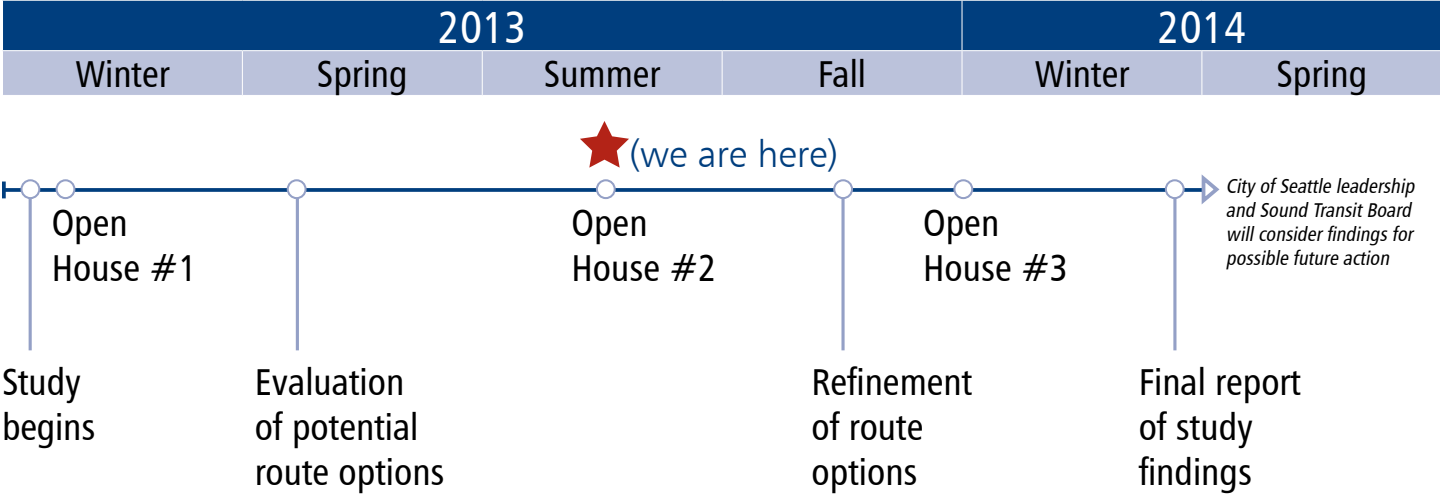 2013
2014
Winter
Spring
Summer
Fall
Winter
Spring
(we are here)
Open
House #1
Open
House #2
Open
House #3
City of Seattle leadership
and Sound Transit Board
will consider findings for
possible future action
Study
begins
Evaluation
of potential
route options
Refinement
of route
options
Final report
of study
findings